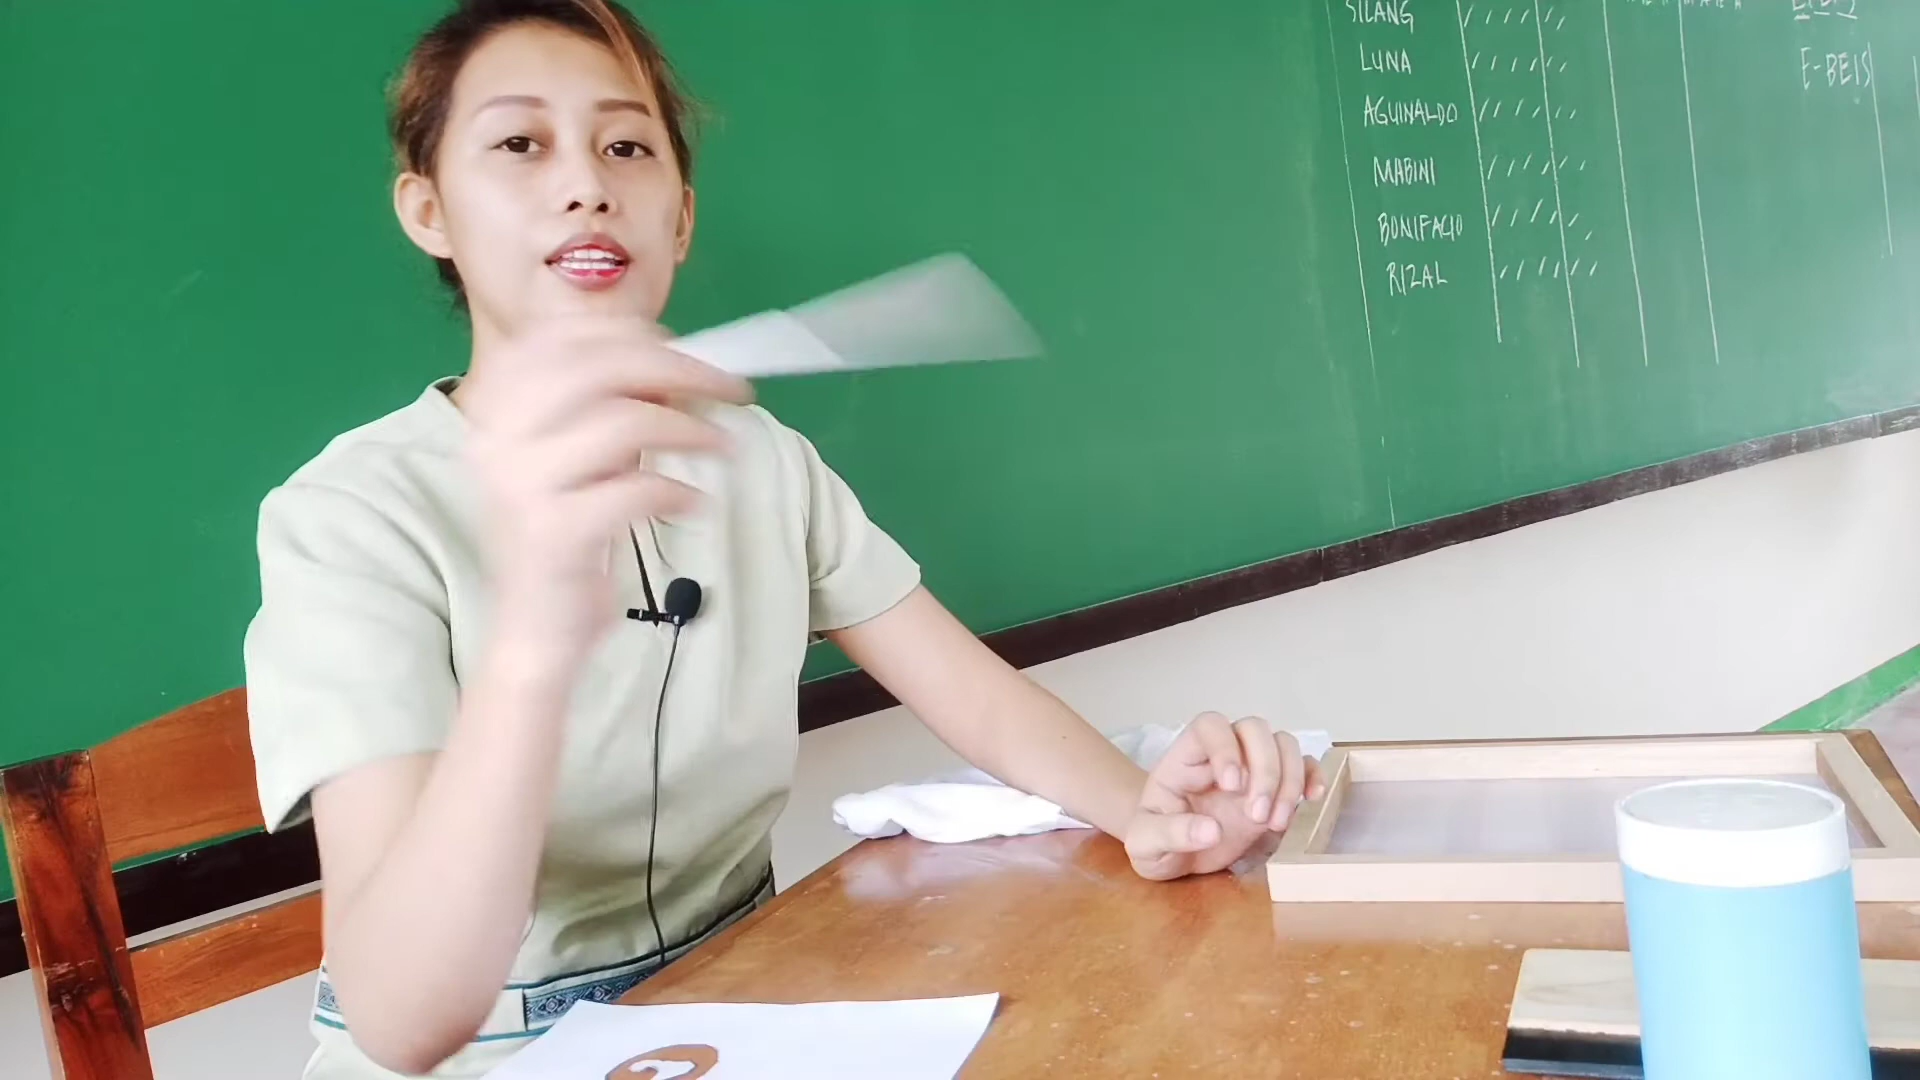 SILANG
LUNA
AGUINALDO
MABINI
BONIFACIO
RIZAL
E-BEIS